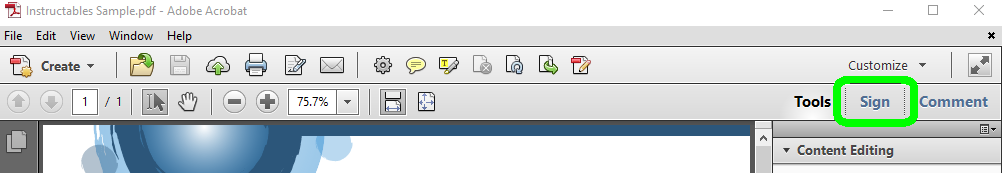 Instructables Sample.pdf - Adobe Acrobat
File Edit View Window Help
Create Customize
1 / 1 75.7% Tools Sign Comment
Content Editing